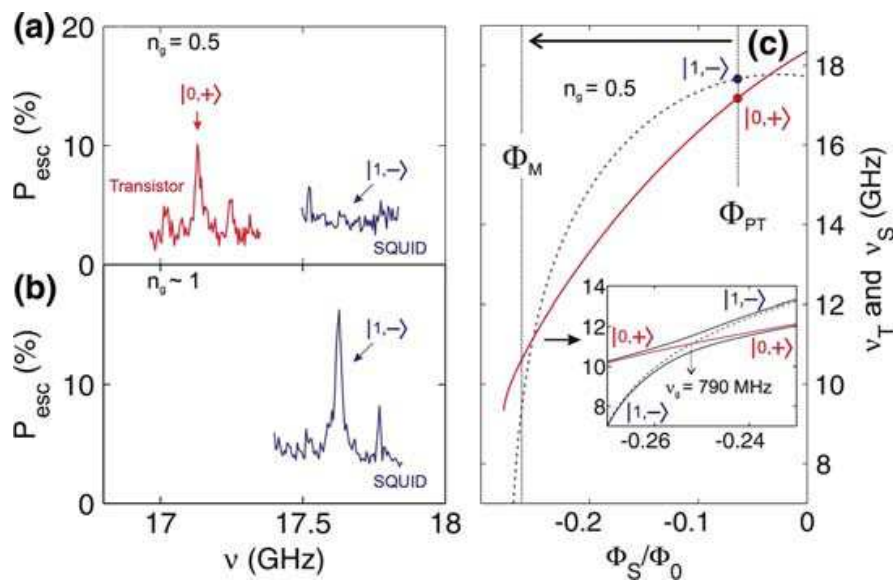 (a)
n_g = 0.5
|0,+⟩
Transistor
|1,−⟩
SQUID
P_esc (%)
20
10
0
(b)
n_g ~ 1
|1,−⟩
SQUID
P_esc (%)
10
5
0
17
17.5
18
ν (GHz)
(c)
|1,−⟩
n_g = 0.5
|0,+⟩
Φ_M
Φ_PT
18
16
14
12
10
8
ν_T and ν_S (GHz)
14
12
10
8
|1,−⟩
|0,+⟩
|0,+⟩
ν_g = 790 MHz
|1,−⟩
-0.26
-0.24
-0.2
-0.1
0
Φ_S/Φ_0